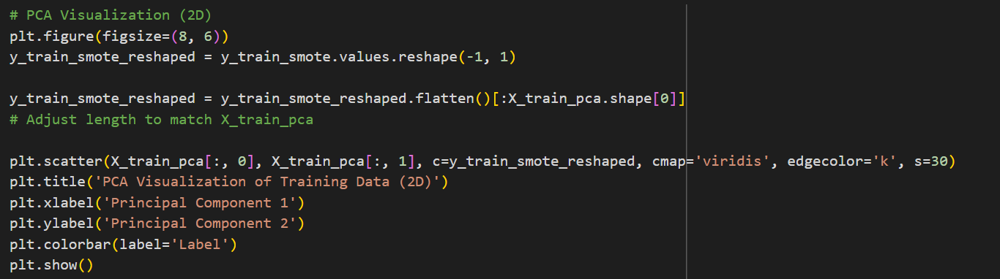 # PCA Visualization (2D)
plt.figure(figsize=(8, 6))
y_train_smote_reshaped = y_train_smote.values.reshape(-1, 1)
y_train_smote_reshaped = y_train_smote_reshaped.flatten()[:X_train_pca.shape[0]]
# Adjust length to match X_train_pca
plt.scatter(X_train_pca[:, 0], X_train_pca[:, 1], c=y_train_smote_reshaped, cmap='viridis', edgecolor='k', s=30)
plt.title('PCA Visualization of Training Data (2D)')
plt.xlabel('Principal Component 1')
plt.ylabel('Principal Component 2')
plt.colorbar(label='Label')
plt.show()